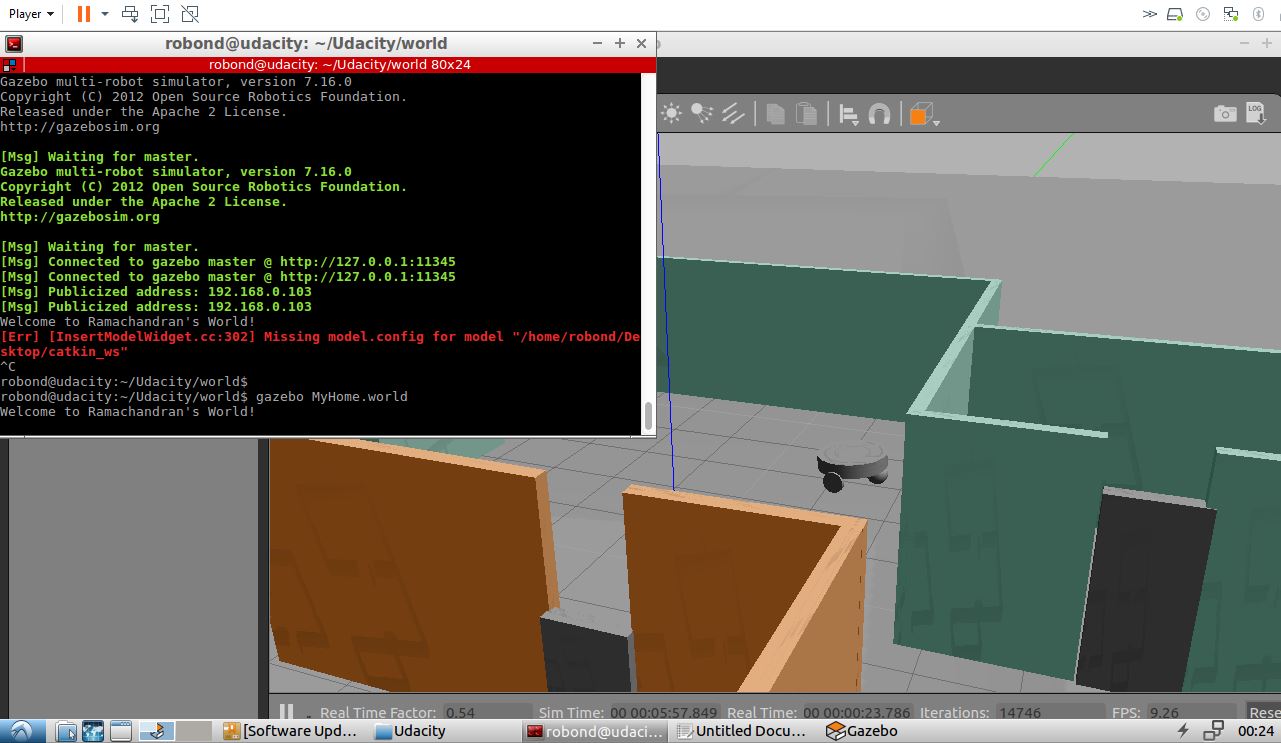 Player
robond@udacity: ~/Udacity/world
robond@udacity: ~/Udacity/world 80x24
Gazebo multi-robot simulator, version 7.16.0
Copyright (C) 2012 Open Source Robotics Foundation.
Released under the Apache 2 License.
http://gazebosim.org
[Msg] Waiting for master.
Gazebo multi-robot simulator, version 7.16.0
Copyright (C) 2012 Open Source Robotics Foundation.
Released under the Apache 2 License.
http://gazebosim.org
[Msg] Waiting for master.
[Msg] Connected to gazebo master @ http://127.0.0.1:11345
[Msg] Connected to gazebo master @ http://127.0.0.1:11345
[Msg] Publicized address: 192.168.0.103
[Msg] Publicized address: 192.168.0.103
Welcome to Ramachandran's World!
[Err] [InsertModelWidget.cc:302] Missing model.config for model "/home/robond/De
sktop/catkin_ws"
^C
robond@udacity:~/Udacity/world$
robond@udacity:~/Udacity/world$ gazebo MyHome.world
Welcome to Ramachandran's World!
LOG
Real Time Factor: 0.54 Sim Time: 00 00:05:57.849 Real Time: 00 00:00:23.786 Iterations: 14746 FPS: 9.26 Rese
[Software Upd... Udacity robond@udaci... Untitled Docu... Gazebo 00:24